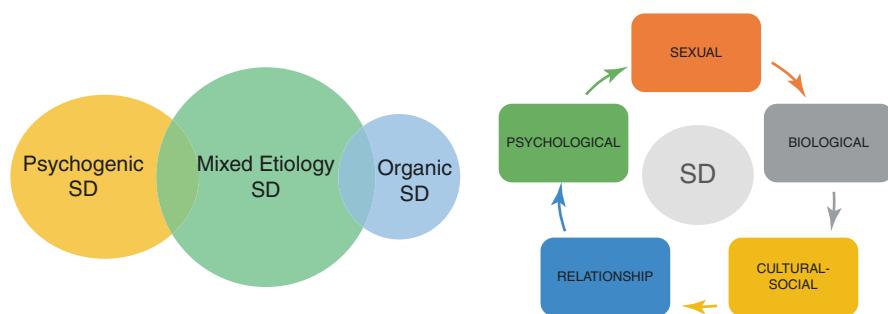 Psychogenic
SD
Mixed Etiology
SD
Organic
SD
SEXUAL
PSYCHOLOGICAL
BIOLOGICAL
SD
RELATIONSHIP
CULTURAL-
SOCIAL